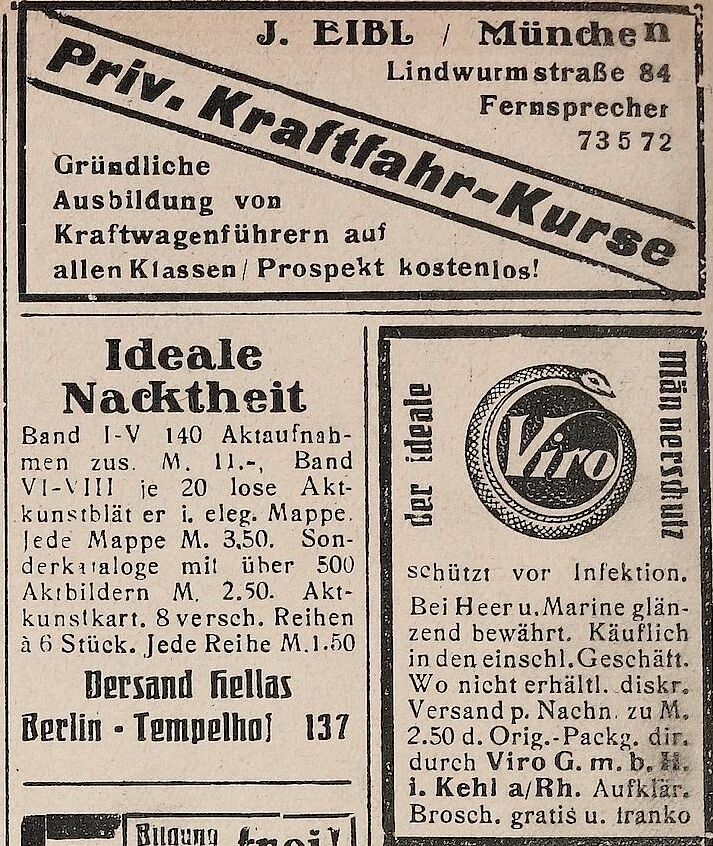 J. EIBL / München
Lindwurmstraße 84
Fernsprecher
73572
Priv. Kraftfahr-Kurse
Gründliche
Ausbildung von
Kraftwagenführern auf
allen Klassen / Prospekt kostenlos!
Ideale
Nacktheit
Band I-V 140 Aktaufnah-
men zus. M. 11.-, Band
VI-VIII je 20 lose Akt-
kunstblät er i. eleg. Mappe.
Jede Mappe M. 3,50. Son-
derkataloge mit über 500
Aktbildern M. 2.50. Akt-
kunstkart. 8 versch. Reihen
à 6 Stück. Jede Reihe M. 1.50
Versand Hellas
Berlin - Tempelhof 137
der ideale
Viro
Männerschutz
schützt vor Infektion.
Bei Heer u. Marine glän-
zend bewährt. Käuflich
in den einschl. Geschäft.
Wo nicht erhältl. diskr.
Versand p. Nachn. zu M.
2.50 d. Orig.-Packg. dir.
durch Viro G. m. b. H.
i. Kehl a/Rh. Aufklär.
Brosch. gratis u. franko
Bildung
frei!